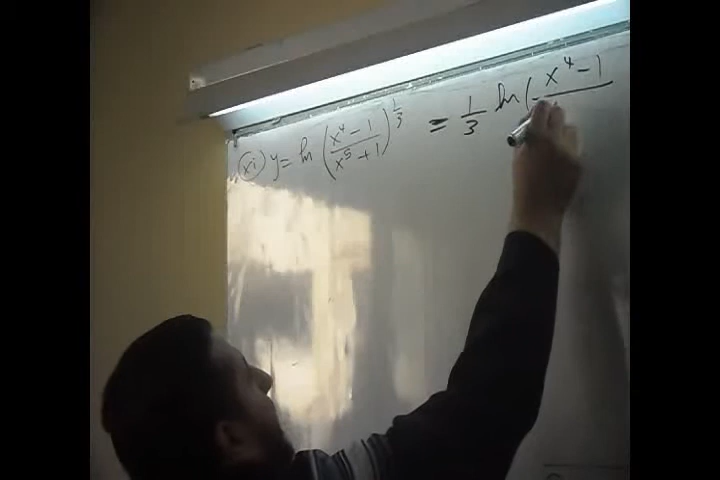 (xi) y = ln ( (x⁴ - 1) / (x⁵ + 1) )^(1/3) = 1/3 ln ( x⁴ - 1